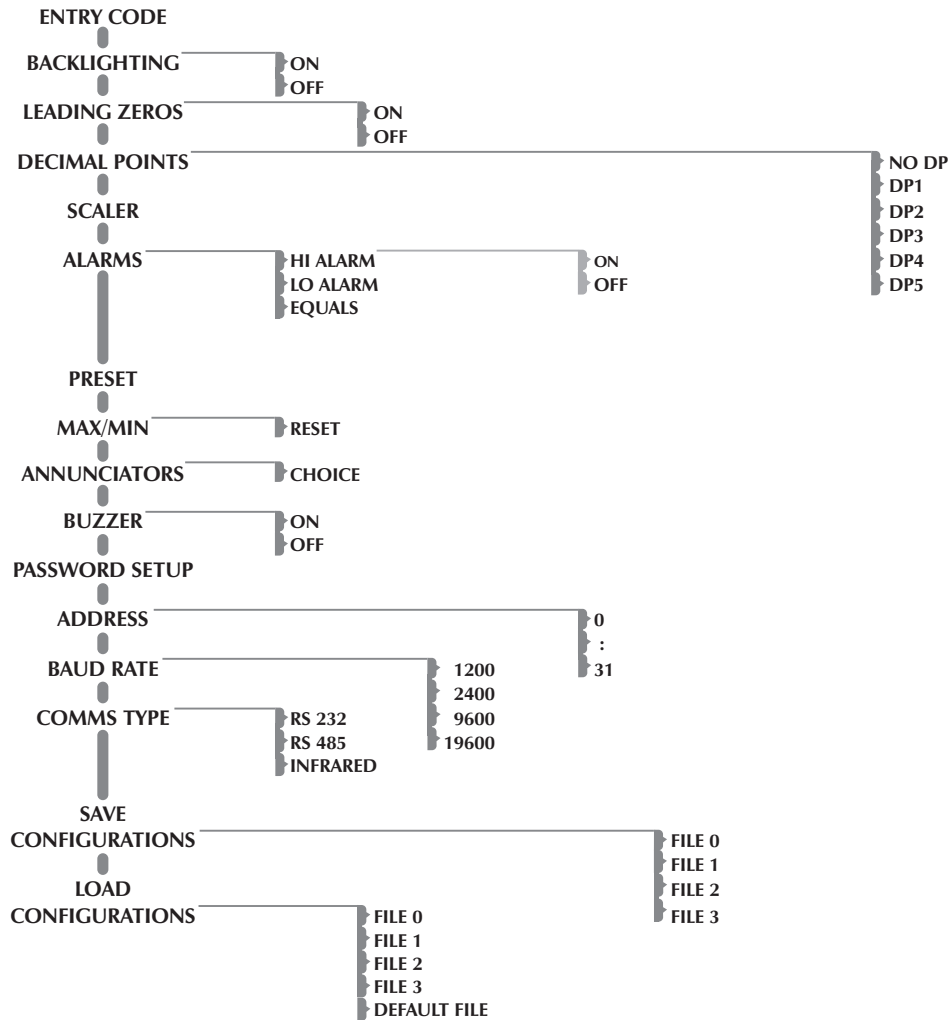 ENTRY CODE
BACKLIGHTING
ON
OFF
LEADING ZEROS
ON
OFF
DECIMAL POINTS
NO DP
DP1
DP2
DP3
DP4
DP5
SCALER
ALARMS
HI ALARM
LO ALARM
EQUALS
ON
OFF
PRESET
MAX/MIN
RESET
ANNUNCIATORS
CHOICE
BUZZER
ON
OFF
PASSWORD SETUP
ADDRESS
0
:
31
BAUD RATE
1200
2400
9600
19600
COMMS TYPE
RS 232
RS 485
INFRARED
SAVE
CONFIGURATIONS
FILE 0
FILE 1
FILE 2
FILE 3
LOAD
CONFIGURATIONS
FILE 0
FILE 1
FILE 2
FILE 3
DEFAULT FILE